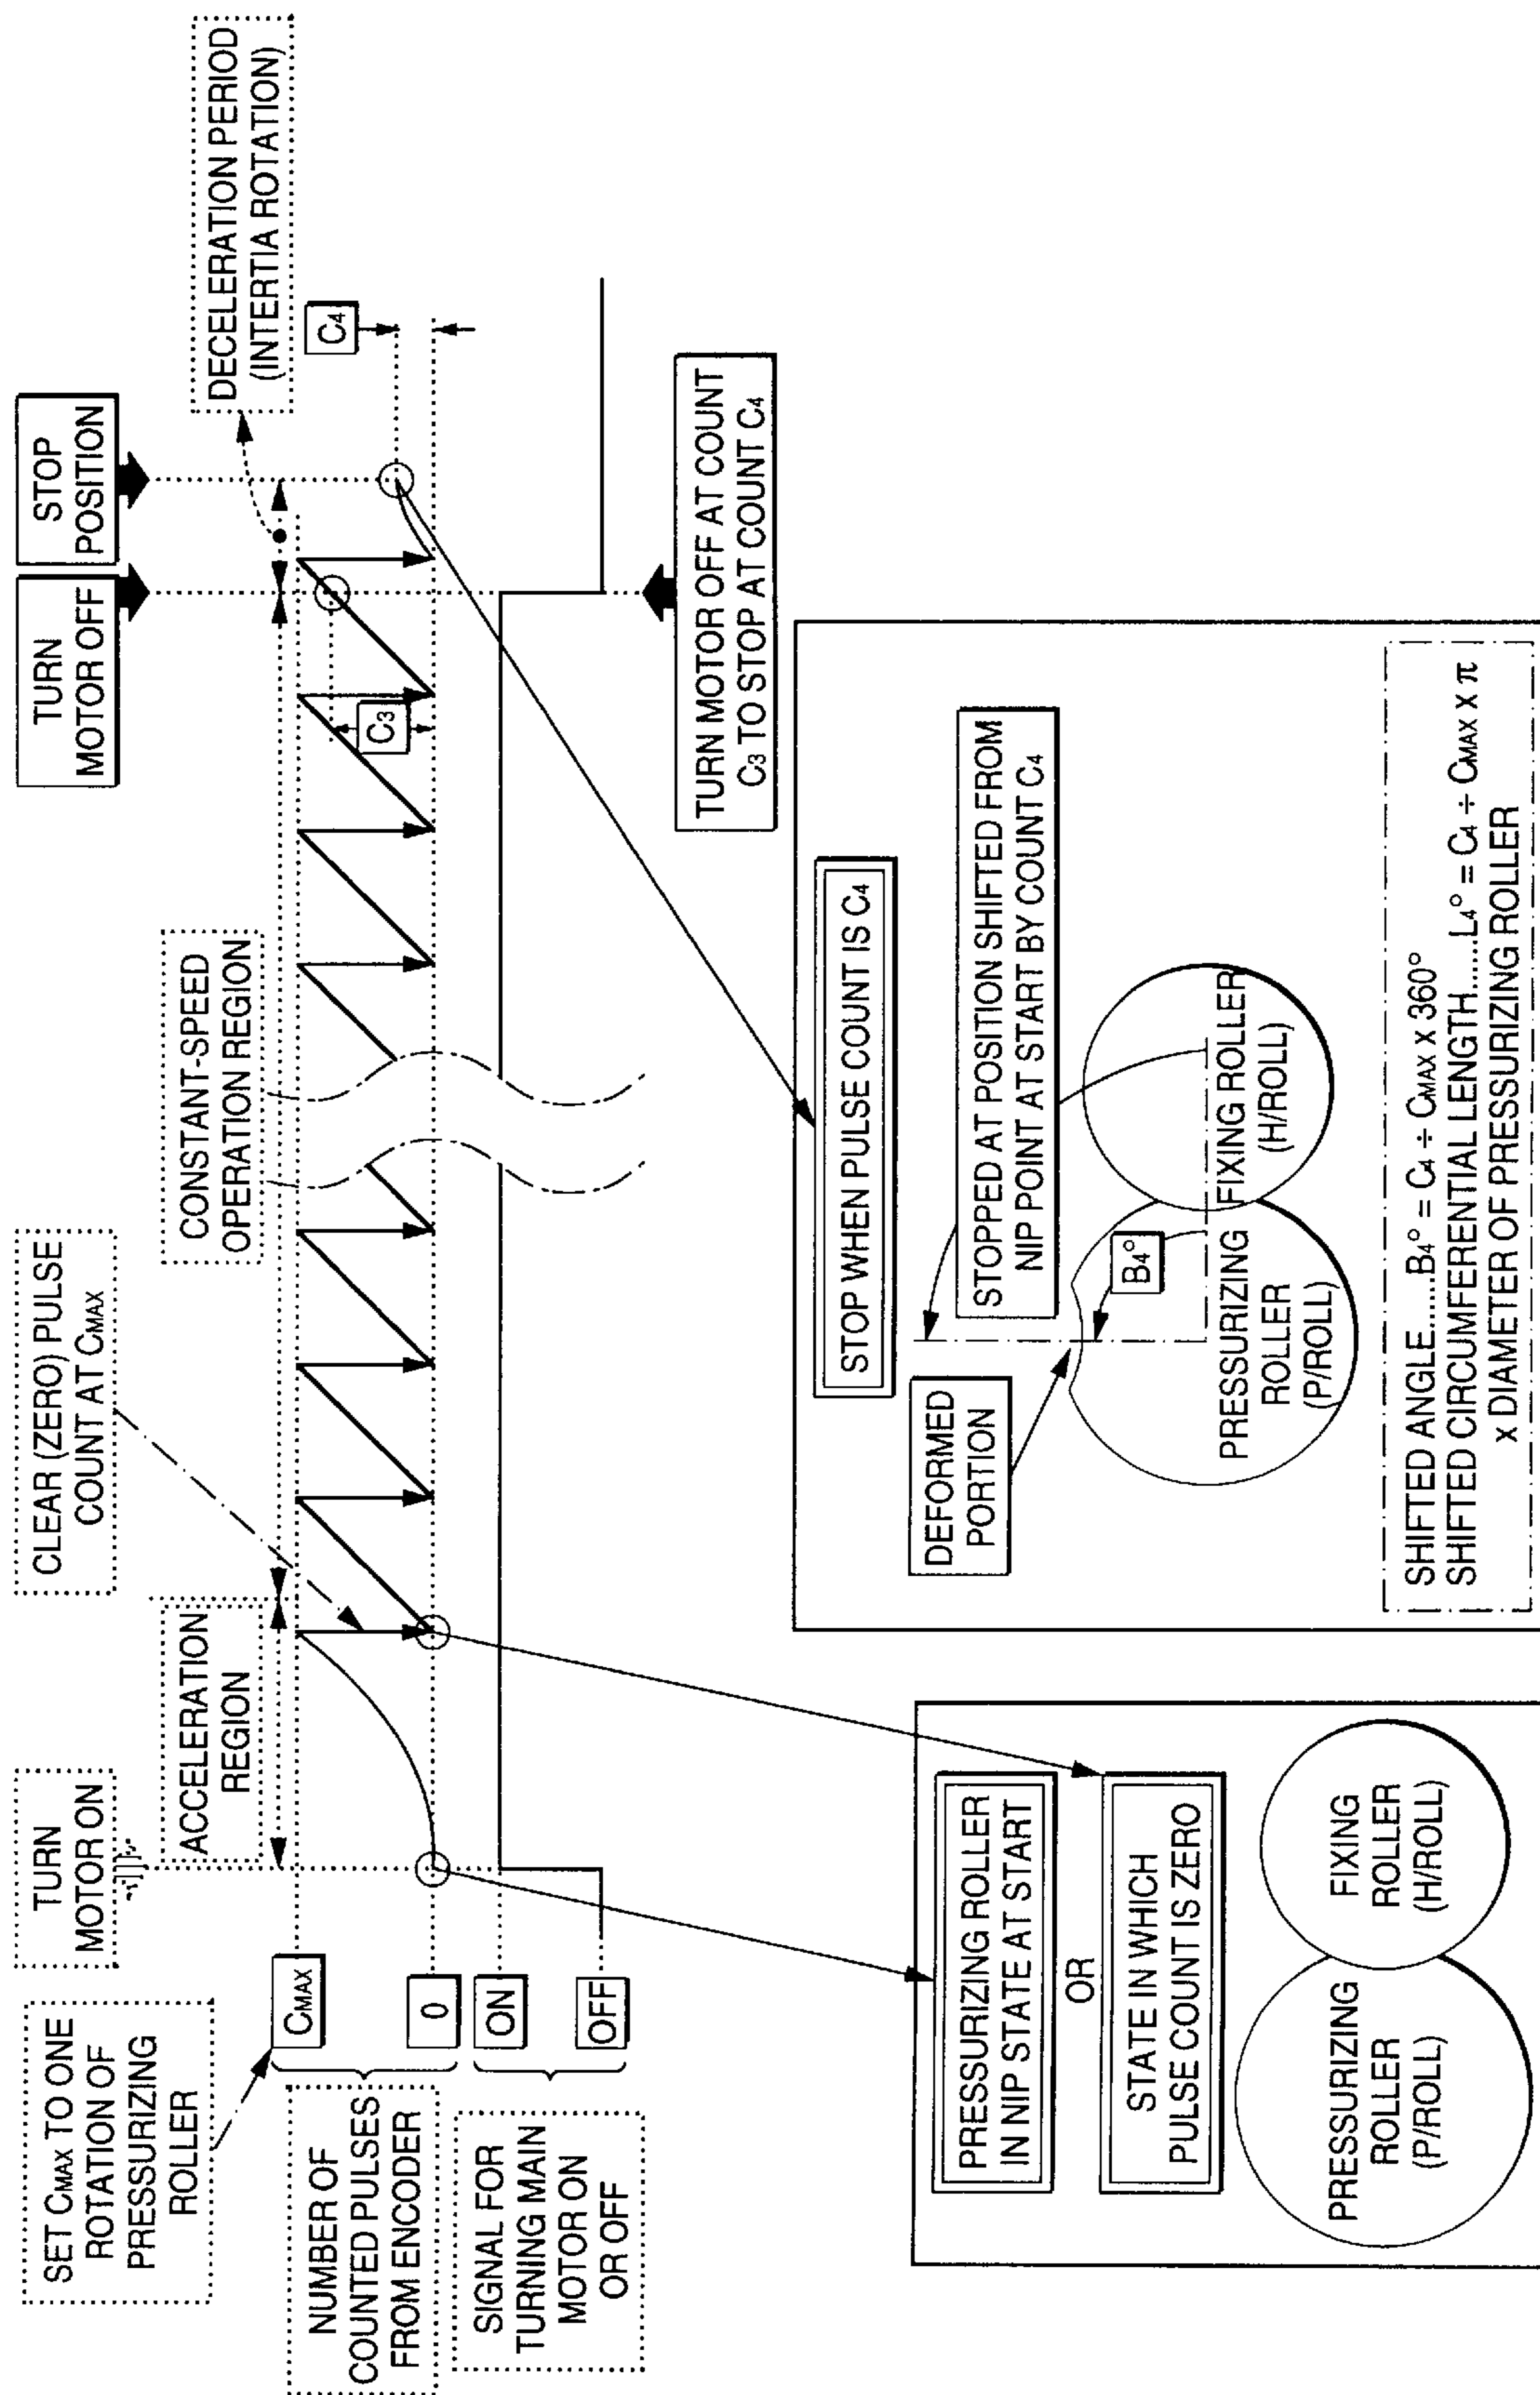 SET CMAX TO ONE
ROTATION OF
PRESSURIZING
ROLLER
TURN
MOTOR ON
ACCELERATION
REGION
CLEAR (ZERO) PULSE
COUNT AT CMAX
CONSTANT-SPEED
OPERATION REGION
TURN
MOTOR OFF
STOP
POSITION
DECELERATION PERIOD
(INTERTIA ROTATION)
NUMBER OF
COUNTED PULSES
FROM ENCODER
CMAX
0
C3
C4
SIGNAL FOR
TURNING MAIN
MOTOR ON
OR OFF
ON
OFF
TURN MOTOR OFF AT COUNT
C3 TO STOP AT COUNT C4
PRESSURIZING ROLLER
IN NIP STATE AT START
OR
STATE IN WHICH
PULSE COUNT IS ZERO
PRESSURIZING
ROLLER
(P/ROLL)
FIXING
ROLLER
(H/ROLL)
STOP WHEN PULSE COUNT IS C4
DEFORMED
PORTION
STOPPED AT POSITION SHIFTED FROM
NIP POINT AT START BY COUNT C4
B4°
PRESSURIZING
ROLLER
(P/ROLL)
FIXING ROLLER
(H/ROLL)
SHIFTED ANGLE.....B4° = C4 ÷ CMAX x 360°
SHIFTED CIRCUMFERENTIAL LENGTH.....L4° = C4 ÷ CMAX x π
x DIAMETER OF PRESSURIZING ROLLER